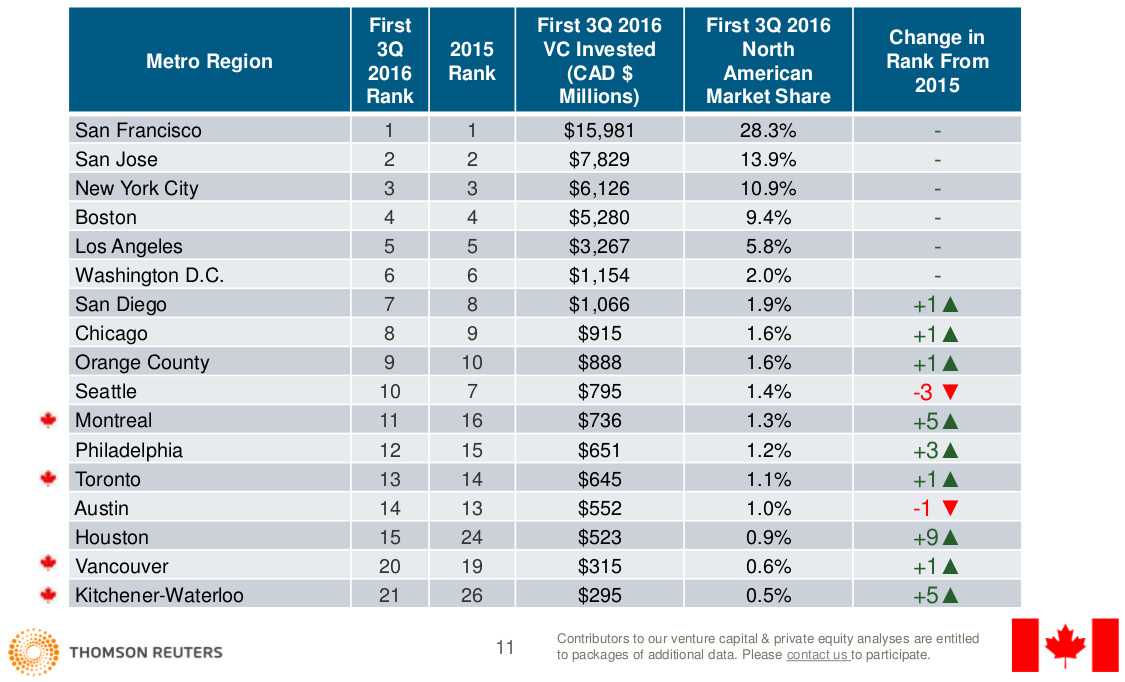 Metro Region First 3Q 2016 Rank 2015 Rank First 3Q 2016 VC Invested (CAD $ Millions) First 3Q 2016 North American Market Share Change in Rank From 2015
San Francisco 1 1 $15,981 28.3% -
San Jose 2 2 $7,829 13.9% -
New York City 3 3 $6,126 10.9% -
Boston 4 4 $5,280 9.4% -
Los Angeles 5 5 $3,267 5.8% -
Washington D.C. 6 6 $1,154 2.0% -
San Diego 7 8 $1,066 1.9% +1▲
Chicago 8 9 $915 1.6% +1▲
Orange County 9 10 $888 1.6% +1▲
Seattle 10 7 $795 1.4% -3 ▼
Montreal 11 16 $736 1.3% +5▲
Philadelphia 12 15 $651 1.2% +3▲
Toronto 13 14 $645 1.1% +1▲
Austin 14 13 $552 1.0% -1 ▼
Houston 15 24 $523 0.9% +9▲
Vancouver 20 19 $315 0.6% +1▲
Kitchener-Waterloo 21 26 $295 0.5% +5▲
THOMSON REUTERS
11
Contributors to our venture capital & private equity analyses are entitled
to packages of additional data. Please contact us to participate.